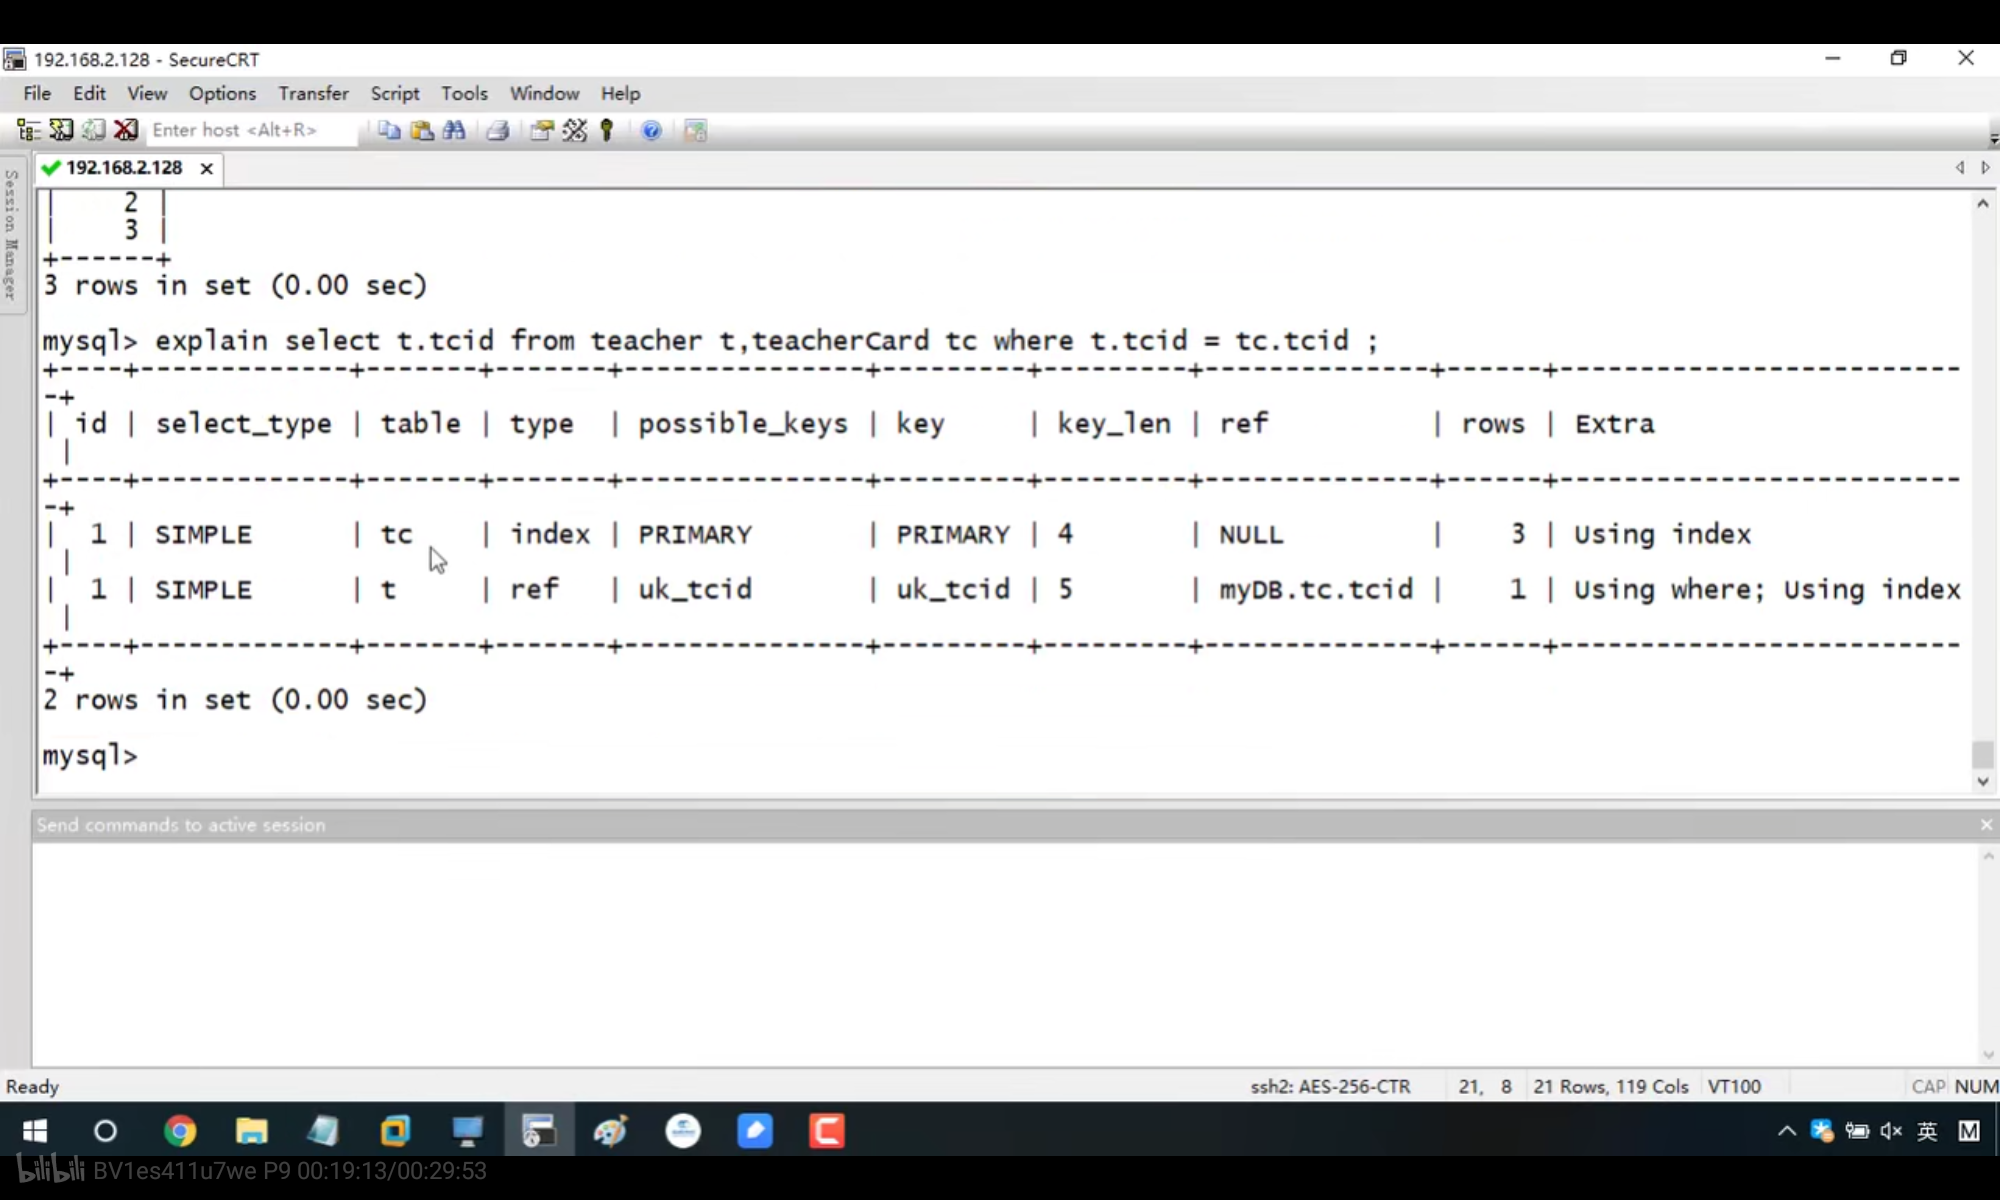 192.168.2.128 - SecureCRT
File Edit View Options Transfer Script Tools Window Help
Enter host <Alt+R>
Session Manager
192.168.2.128
|      2 |
|      3 |
+------+
3 rows in set (0.00 sec)
mysql> explain select t.tcid from teacher t,teacherCard tc where t.tcid = tc.tcid ;
+----+-------------+-------+-------+---------------+---------+---------+--------------+------+-------------------------
-+
| id | select_type | table | type  | possible_keys | key     | key_len | ref          | rows | Extra
 |
+----+-------------+-------+-------+---------------+---------+---------+--------------+------+-------------------------
-+
|  1 | SIMPLE      | tc    | index | PRIMARY       | PRIMARY | 4       | NULL         |    3 | Using index
 |
|  1 | SIMPLE      | t     | ref   | uk_tcid       | uk_tcid | 5       | myDB.tc.tcid |    1 | Using where; Using index
 |
+----+-------------+-------+-------+---------------+---------+---------+--------------+------+-------------------------
-+
2 rows in set (0.00 sec)
mysql>
Send commands to active session
Ready ssh2: AES-256-CTR 21, 8 21 Rows, 119 Cols VT100 CAP NUM
英 M
bilibili BV1es411u7we P9 00:19:13/00:29:53